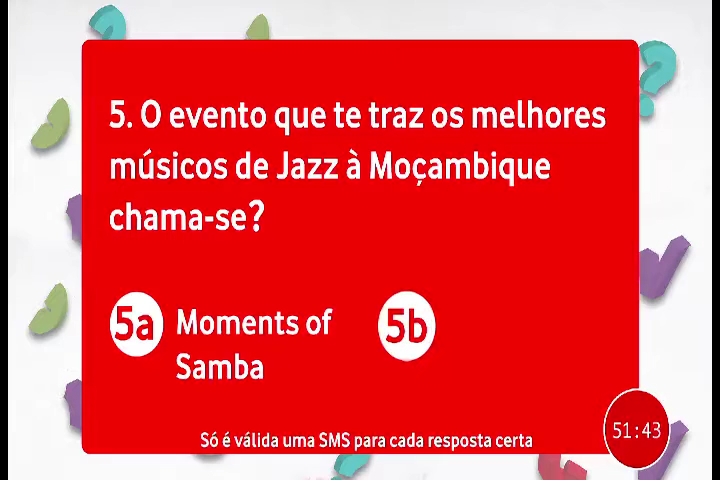 5. O evento que te traz os melhores
músicos de Jazz à Moçambique
chama-se?
5a Moments of
Samba
5b
Só é válida uma SMS para cada resposta certa
51:43